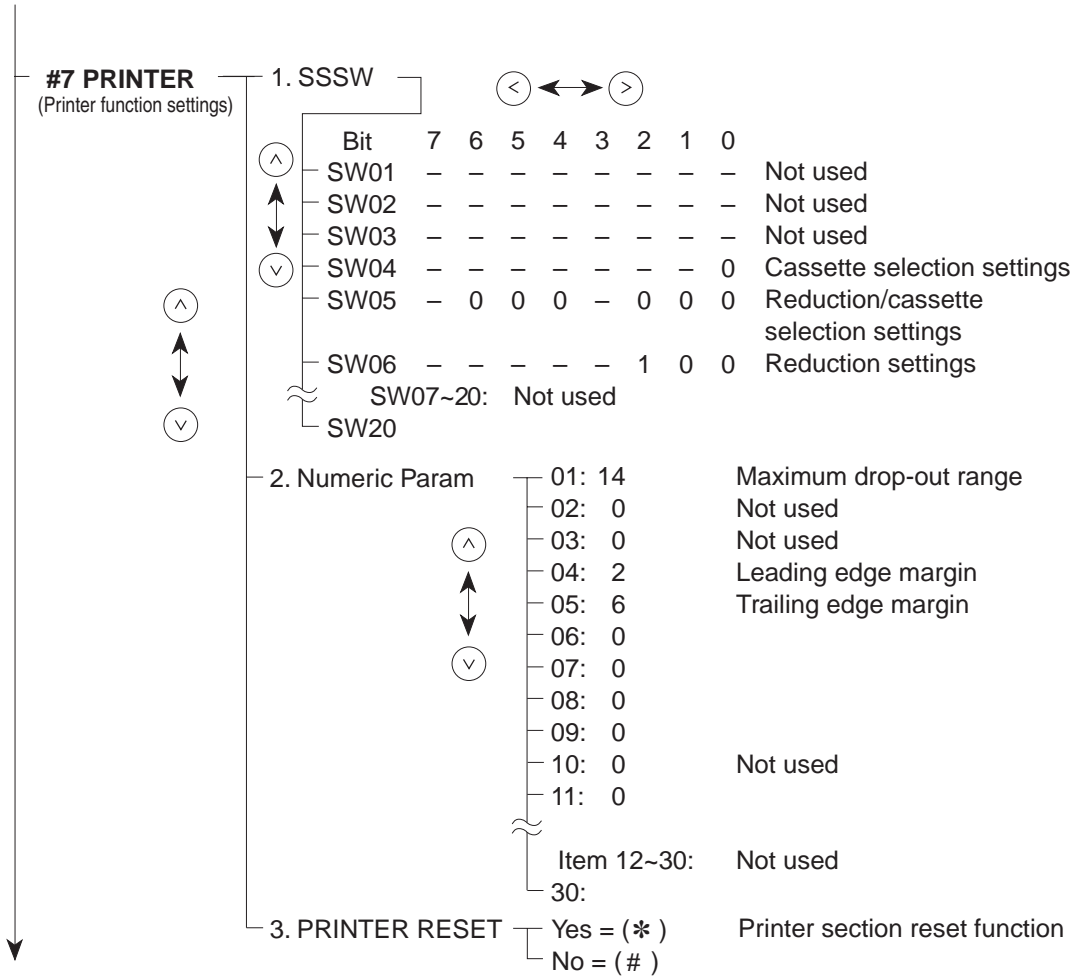 #7 PRINTER 1. SSSW < >
(Printer function settings)
Bit 7 6 5 4 3 2 1 0
SW01 – – – – – – – – Not used
SW02 – – – – – – – – Not used
SW03 – – – – – – – – Not used
SW04 – – – – – – – 0 Cassette selection settings
SW05 – 0 0 0 – 0 0 0 Reduction/cassette
selection settings
SW06 – – – – – 1 0 0 Reduction settings
SW07~20: Not used
SW20
2. Numeric Param 01: 14 Maximum drop-out range
02: 0 Not used
03: 0 Not used
04: 2 Leading edge margin
05: 6 Trailing edge margin
06: 0
07: 0
08: 0
09: 0
10: 0 Not used
11: 0
Item 12~30: Not used
30:
3. PRINTER RESET Yes = (✻ ) Printer section reset function
No = ( # )